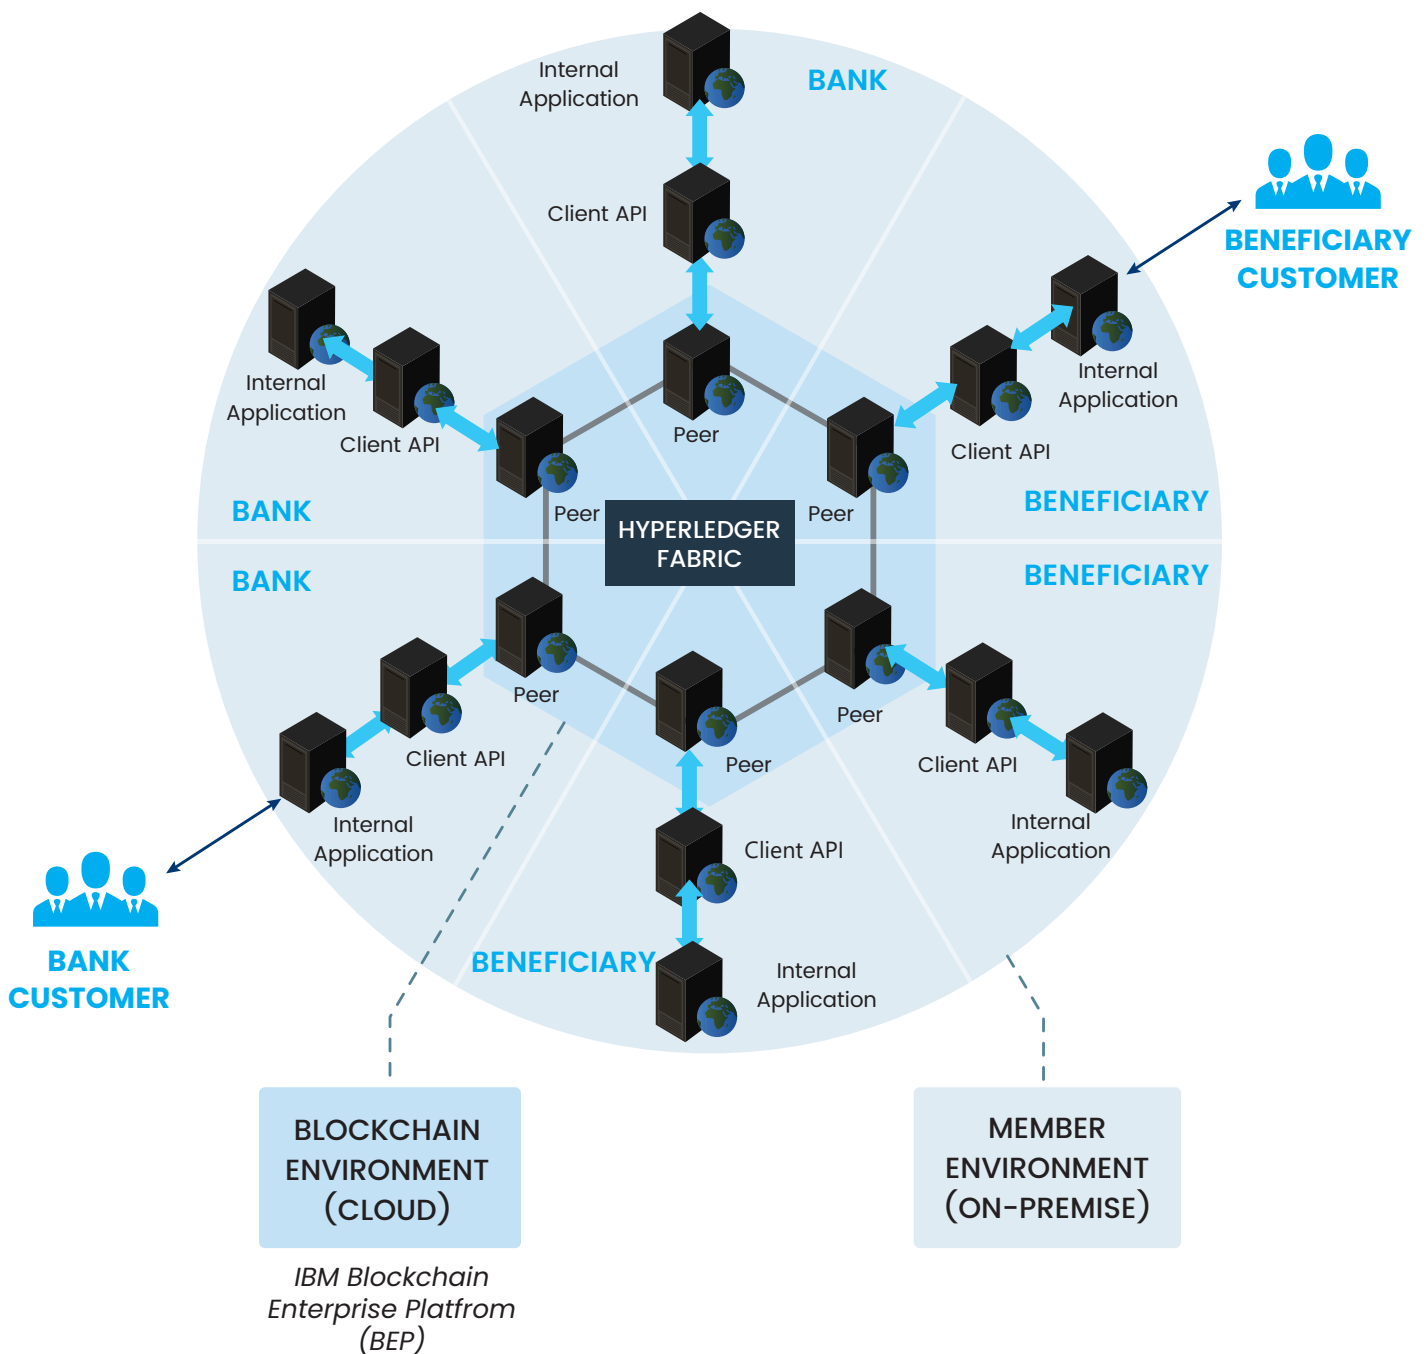 Internal
Application
BANK
Client API
BENEFICIARY
CUSTOMER
Internal
Application
Client API
Peer
Internal
Application
Client API
BANK
Peer
HYPERLEDGER
FABRIC
Peer
BENEFICIARY
BANK
BENEFICIARY
Peer
Peer
Client API
Peer
Client API
Internal
Application
Client API
Internal
Application
BENEFICIARY
Internal
Application
BANK
CUSTOMER
BLOCKCHAIN
ENVIRONMENT
(CLOUD)
MEMBER
ENVIRONMENT
(ON-PREMISE)
IBM Blockchain
Enterprise Platfrom
(BEP)